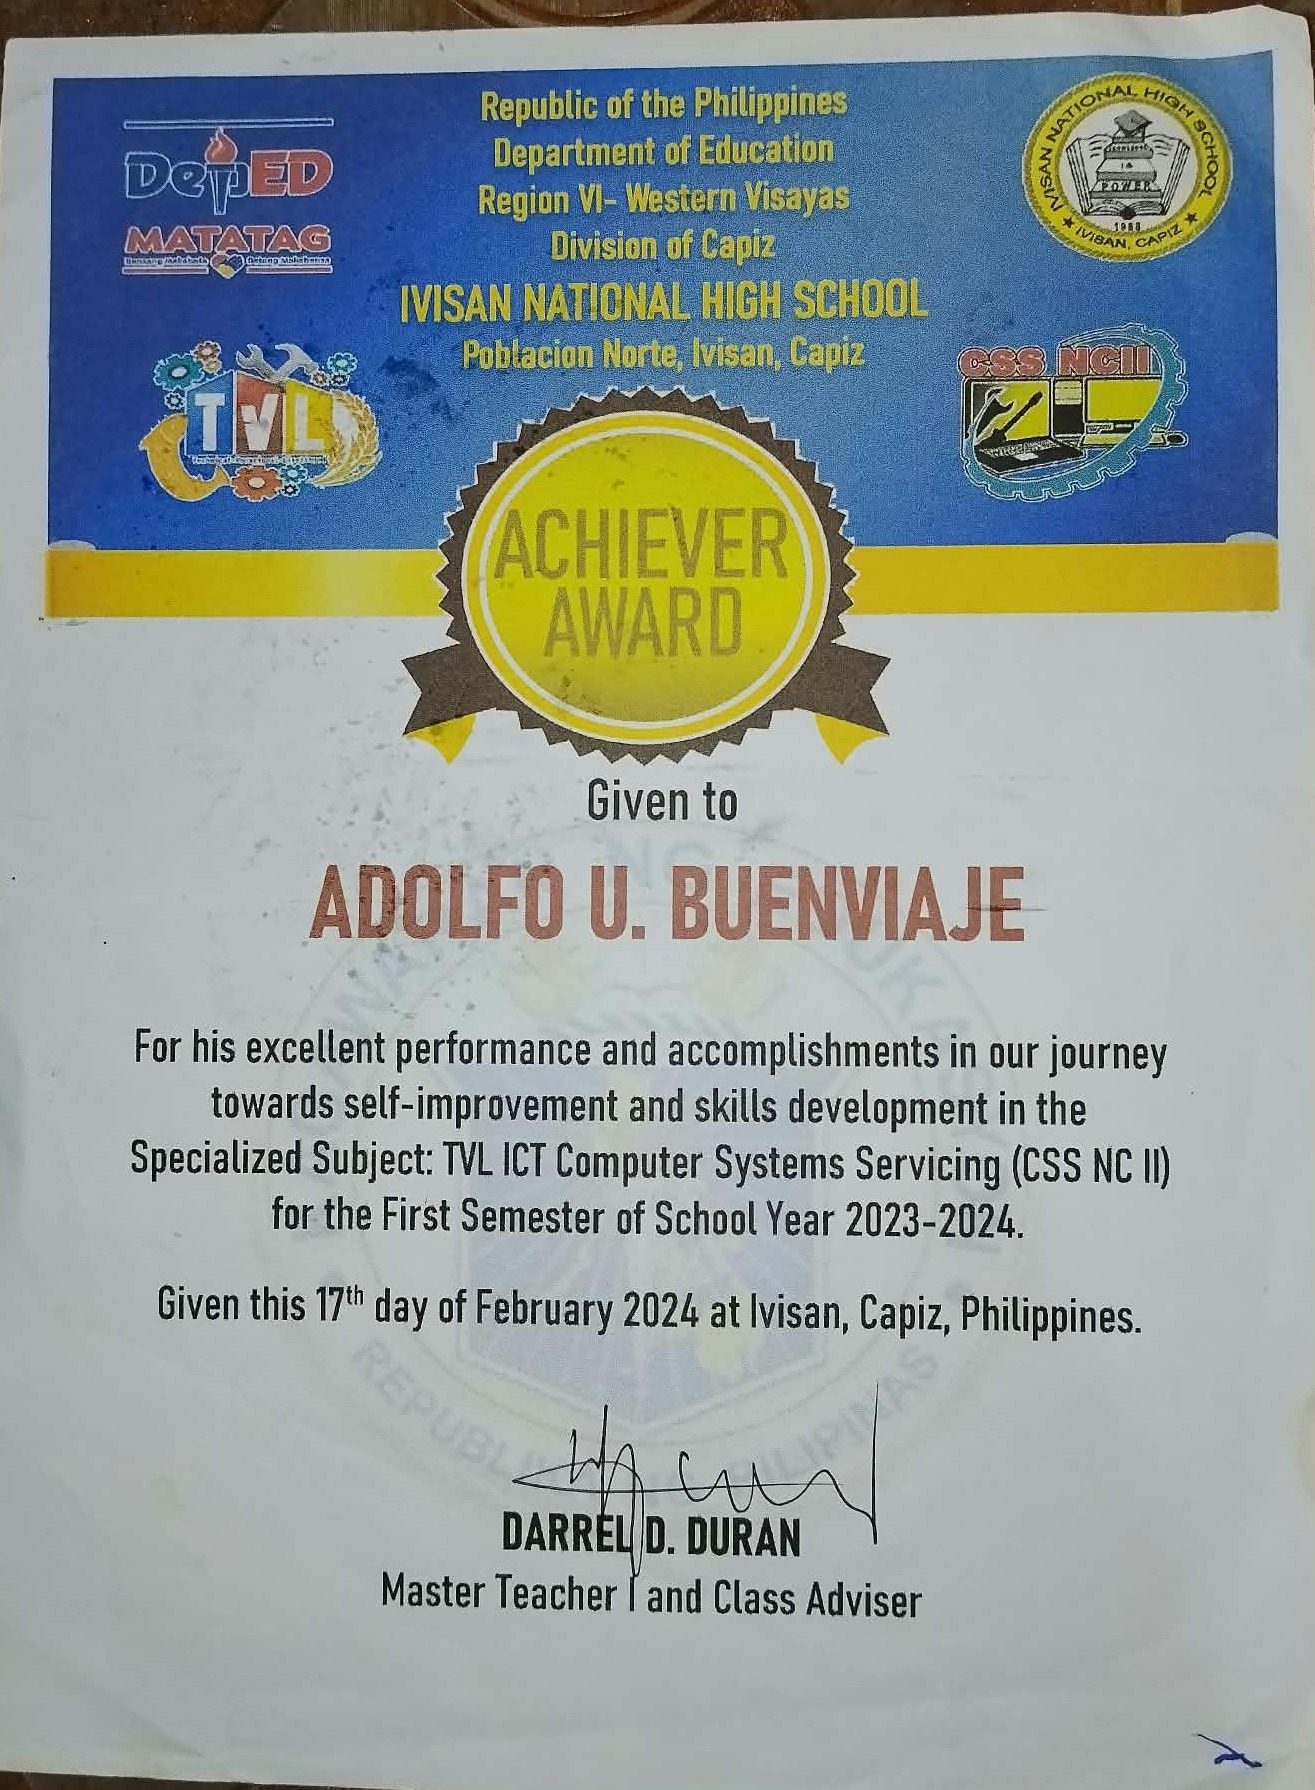 Republic of the Philippines
Department of Education
Region VI- Western Visayas
Division of Capiz
IVISAN NATIONAL HIGH SCHOOL
Poblacion Norte, Ivisan, Capiz
DepED
MATATAG
IVISAN NATIONAL HIGH SCHOOL
IS
POWER
1968
IVISAN, CAPIZ
TVL
CSS NCII
ACHIEVER
AWARD
Given to
ADOLFO U. BUENVIAJE
For his excellent performance and accomplishments in our journey
towards self-improvement and skills development in the
Specialized Subject: TVL ICT Computer Systems Servicing (CSS NC II)
for the First Semester of School Year 2023-2024.
Given this 17th day of February 2024 at Ivisan, Capiz, Philippines.
DARREL D. DURAN
Master Teacher I and Class Adviser